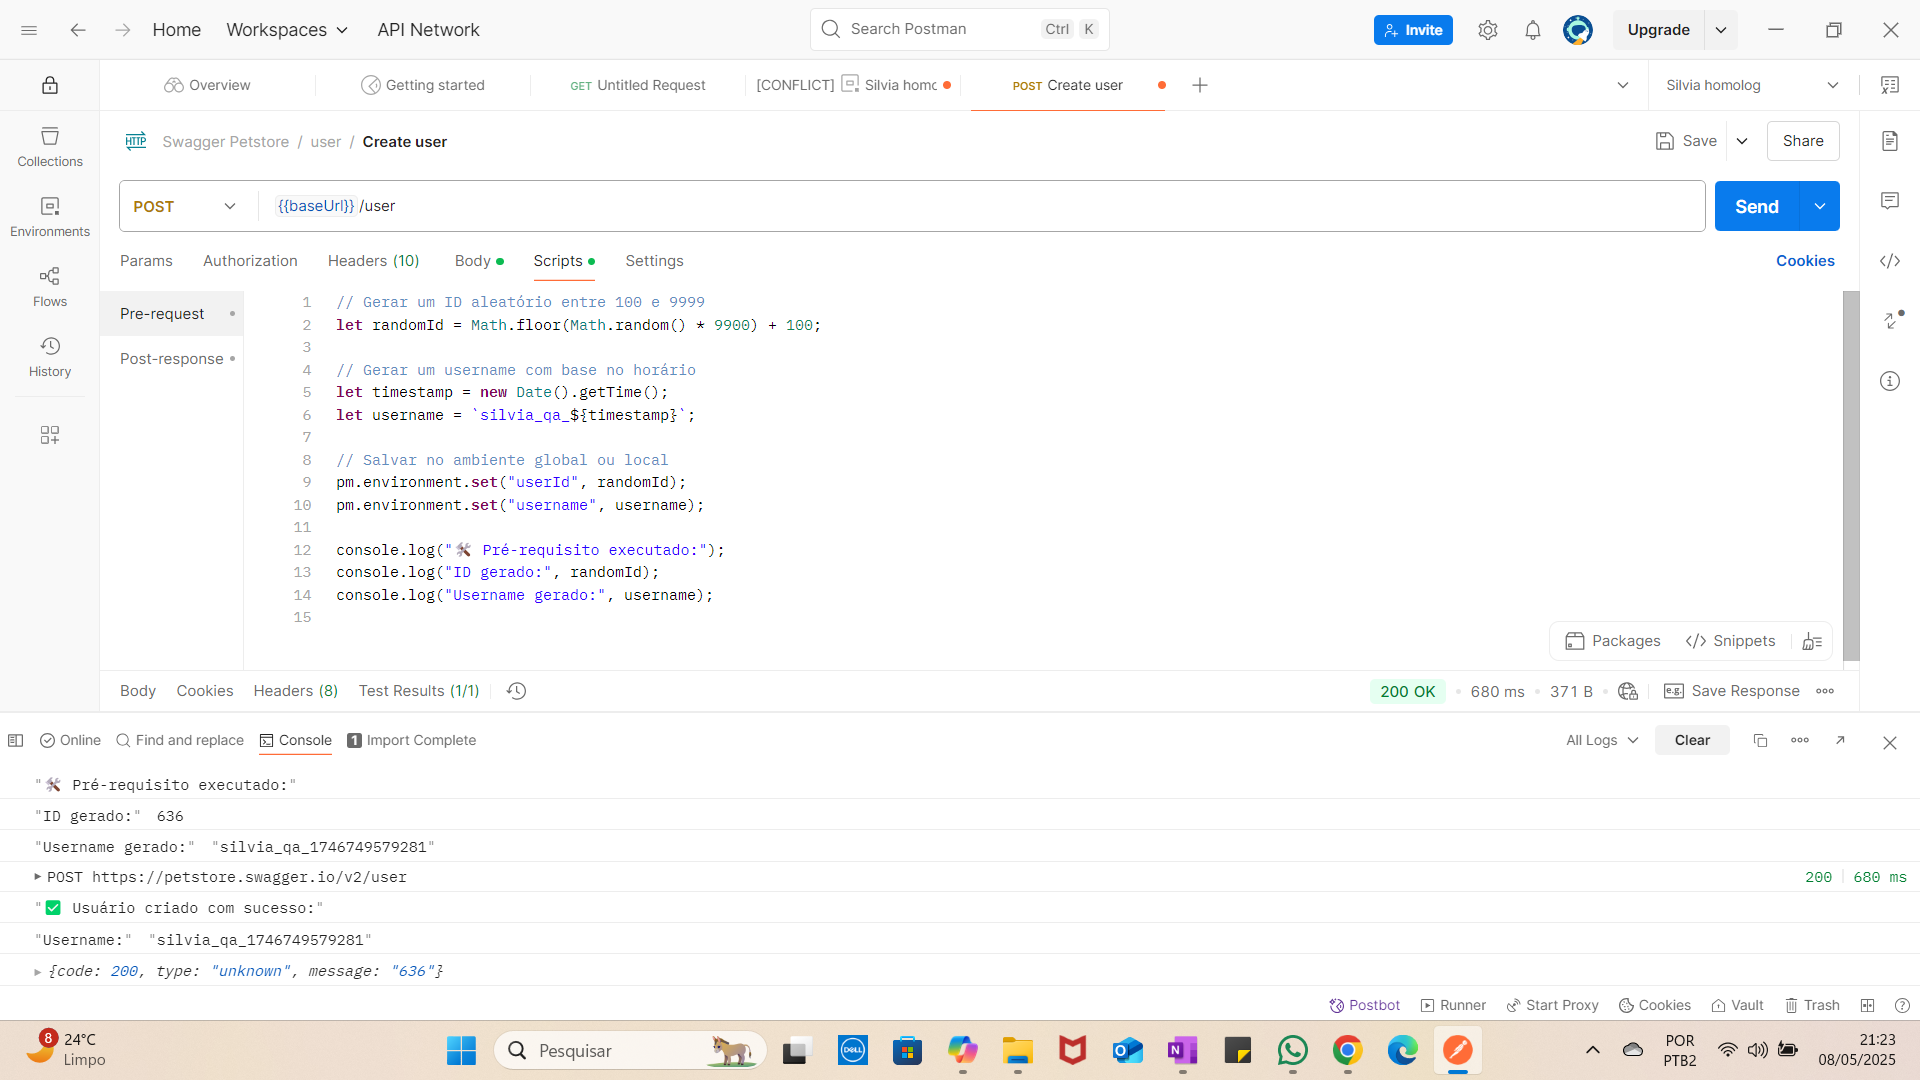 Home Workspaces API Network Search Postman Ctrl K Invite Upgrade
Overview Getting started GET Untitled Request [CONFLICT] Silvia homo POST Create user Silvia homolog
HTTP Swagger Petstore / user / Create user Save Share
POST {{baseUrl}} /user Send
Params Authorization Headers (10) Body Scripts Settings Cookies
Collections
Environments
Flows
History
Pre-request
Post-response
1 // Gerar um ID aleatório entre 100 e 9999
2 let randomId = Math.floor(Math.random() * 9900) + 100;
3
4 // Gerar um username com base no horário
5 let timestamp = new Date().getTime();
6 let username = `silvia_qa_${timestamp}`;
7
8 // Salvar no ambiente global ou local
9 pm.environment.set("userId", randomId);
10 pm.environment.set("username", username);
11
12 console.log("🛠 Pré-requisito executado:");
13 console.log("ID gerado:", randomId);
14 console.log("Username gerado:", username);
15
Packages Snippets
Body Cookies Headers (8) Test Results (1/1) 200 OK 680 ms 371 B e.g. Save Response
Online Find and replace Console 1 Import Complete All Logs Clear
"🛠 Pré-requisito executado:"
"ID gerado:" 636
"Username gerado:" "silvia_qa_1746749579281"
POST https://petstore.swagger.io/v2/user 200 680 ms
"✅ Usuário criado com sucesso:"
"Username:" "silvia_qa_1746749579281"
{code: 200, type: "unknown", message: "636"}
Postbot Runner Start Proxy Cookies Vault Trash
8 24°C
Limpo
Pesquisar
DELL
POR
PTB2
21:23
08/05/2025